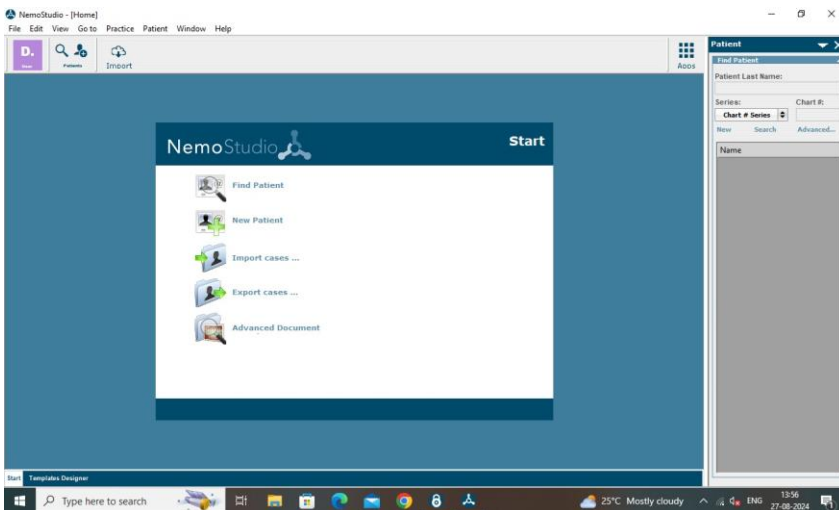 NemoStudio - [Home]
File Edit View Go to Practice Patient Window Help
D.
Patients
Import
Apps
Patient
Find Patient
Patient Last Name:
Series: Chart #:
Chart # Series
New Search Advanced...
Name
NemoStudio
Start
Find Patient
New Patient
Import cases ...
Export cases ...
Advanced Document
Start Templates Designer
Type here to search
25°C Mostly cloudy
ENG
13:56
27-08-2024